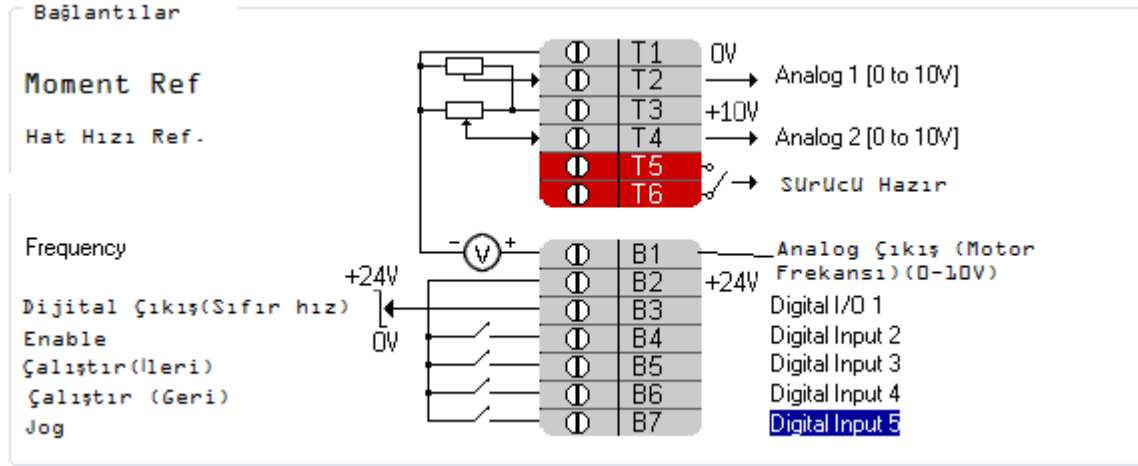 Bağlantılar
T1 0V
Moment Ref T2 Analog 1 [0 to 10V]
T3 +10V
Hat Hızı Ref. T4 Analog 2 [0 to 10V]
T5
T6 Sürücü Hazır
Frequency - V + B1 Analog Çıkış (Motor
Frekansı)(0-10V)
+24V B2 +24V
Dijital Çıkış(Sıfır hız) B3 Digital I/O 1
0V
Enable B4 Digital Input 2
Çalıştır(İleri) B5 Digital Input 3
Çalıştır (Geri) B6 Digital Input 4
Jog B7 Digital Input 5